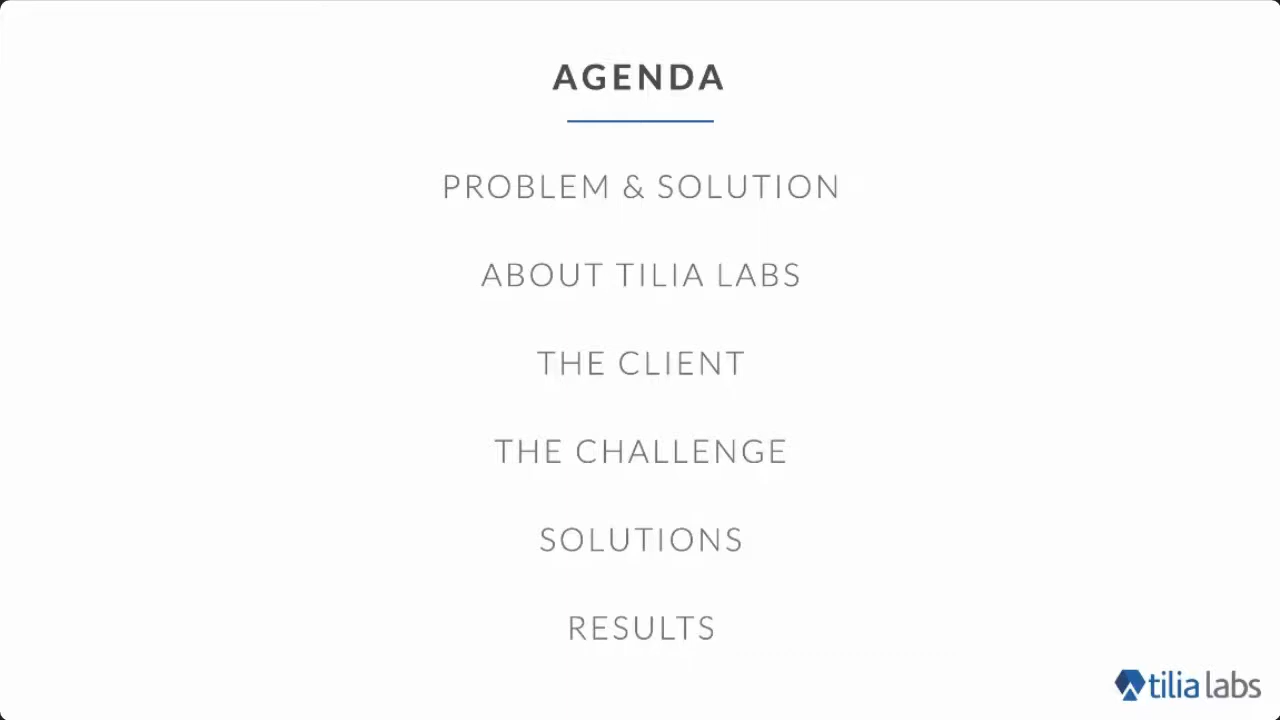 AGENDA
PROBLEM & SOLUTION
ABOUT TILIA LABS
THE CLIENT
THE CHALLENGE
SOLUTIONS
RESULTS
tilia labs